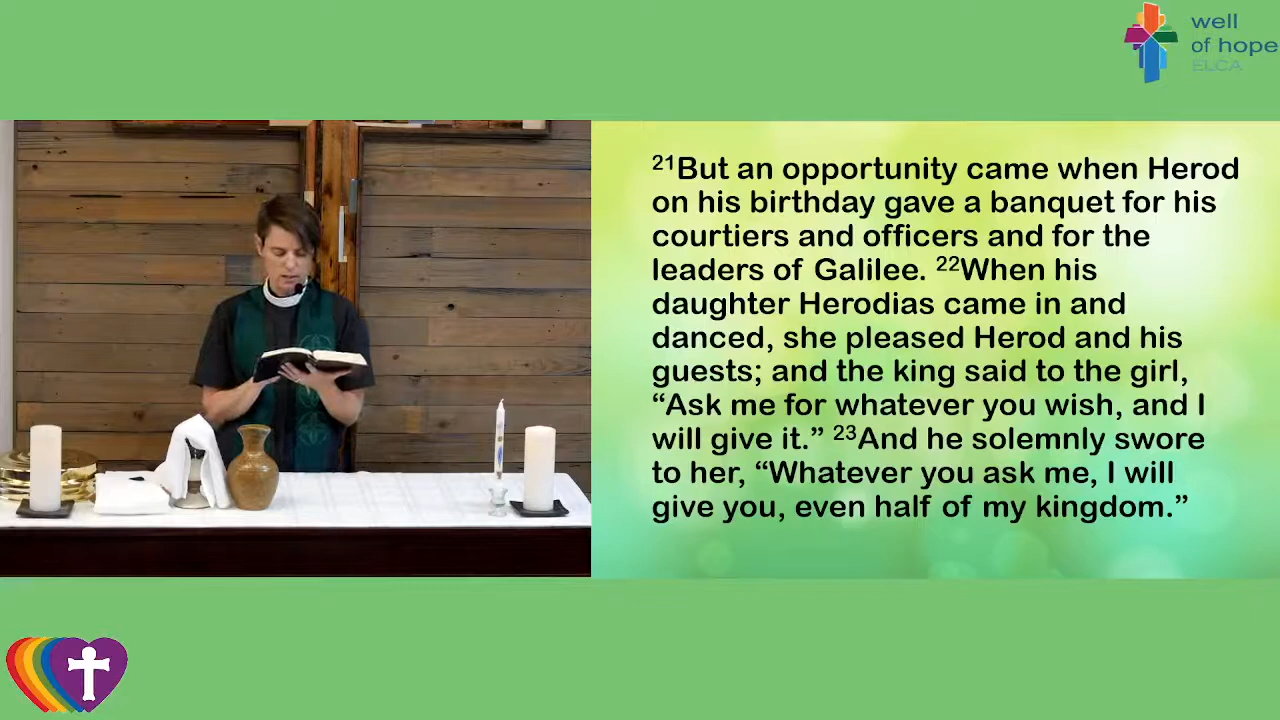 well
of hope
ELCA
21But an opportunity came when Herod
on his birthday gave a banquet for his
courtiers and officers and for the
leaders of Galilee. 22When his
daughter Herodias came in and
danced, she pleased Herod and his
guests; and the king said to the girl,
“Ask me for whatever you wish, and I
will give it.” 23And he solemnly swore
to her, “Whatever you ask me, I will
give you, even half of my kingdom.”